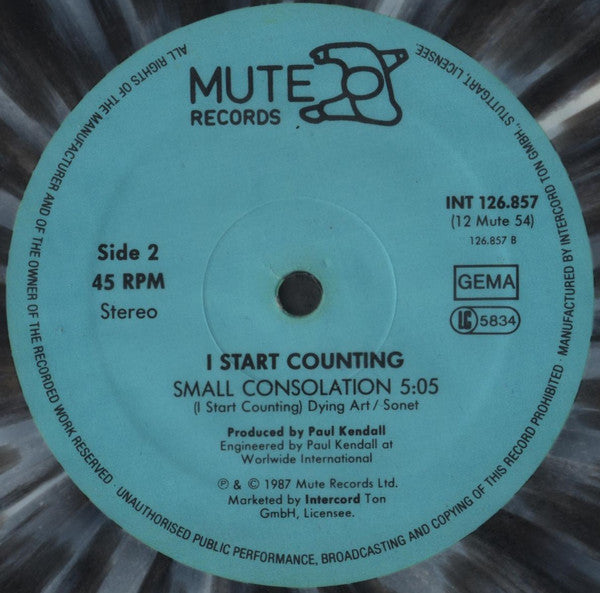 MUTE
RECORDS
INT 126.857
(12 Mute 54)
126.857 B
Side 2
45 RPM
Stereo
GEMA
LC 5834
I START COUNTING
SMALL CONSOLATION 5:05
(I Start Counting) Dying Art / Sonet
Produced by Paul Kendall
Engineered by Paul Kendall at
Worlwide International
℗ & © 1987 Mute Records Ltd.
Marketed by Intercord Ton
GmbH, Licensee.
ALL RIGHTS OF THE MANUFACTURER AND OF THE OWNER OF THE RECORDED WORK RESERVED · UNAUTHORISED PUBLIC PERFORMANCE, BROADCASTING AND COPYING OF THIS RECORD PROHIBITED MANUFACTURED BY INTERCORD TON GMBH, STUTTGART, LICENSEE.